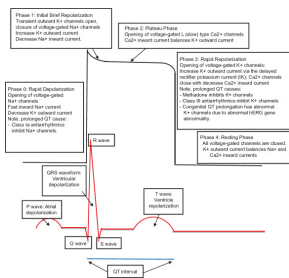 Phase 1: Initial Brief Repolarization
Transient outward K+ channels open,
closure of voltage-gated Na+ channels
Increase K+ outward current
Decrease Na+ inward current.
Phase 2: Plateau Phase
Opening of voltage-gated L (slow) type Ca2+ channels
Ca2+ inward current balances K+ outward current
Phase 3: Rapid Repolarization
Opening of voltage-gated K+ channels;
Increase K+ outward current via the delayed
rectifier potassium current (IK); Ca2+ channels
close with decrease Ca2+ inward current
Note, prolonged QT causes:
- Methadone inhibits K+ channels
- Class III antiarrhythmics inhibit K+ channels
- Congenital QT prolongation has abnormal
K+ channels due to abnormal hERG gene
abnormality.
Phase 0: Rapid Depolarization
Opening of voltage-gated
Na+ channels
Fast inward Na+ current
Decrease K+ outward current
Note, prolonged QT causes:
- Class Ia antiarrhythmics
inhibit Na+ channels
Phase 4: Resting Phase
All voltage-gated channels are closed.
K+ outward current balances Na+ and
Ca2+ inward currents
R wave
QRS waveform:
Ventricular
depolarization
T wave:
Ventricle
repolarization
P wave: Atrial
depolarization
Q wave
S wave
QT interval